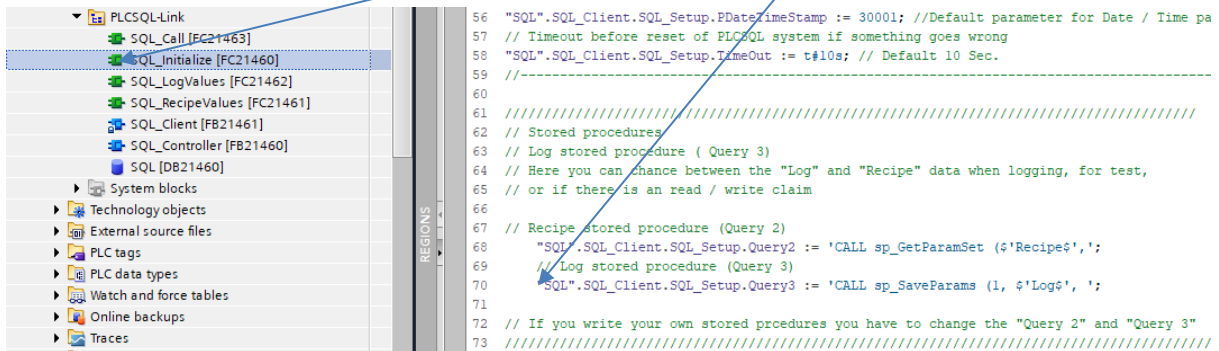 PLCSQL-Link
SQL_Call [FC21463]
SQL_Initialize [FC21460]
SQL_LogValues [FC21462]
SQL_RecipeValues [FC21461]
SQL_Client [FB21461]
SQL_Controller [FB21460]
SQL [DB21460]
System blocks
Technology objects
External source files
PLC tags
PLC data types
Watch and force tables
Online backups
Traces
REGIONS
56 "SQL".SQL_Client.SQL_Setup.PDateTimeStamp := 30001; //Default parameter for Date / Time pa
57 // Timeout before reset of PLCSQL system if something goes wrong
58 "SQL".SQL_Client.SQL_Setup.TimeOut := t#10s; // Default 10 Sec.
59 //----------------------------------------------------------------------------------------
60
61 ////////////////////////////////////////////////////////////////////////////////////////
62 // Stored procedures
63 // Log stored procedure ( Query 3)
64 // Here you can chance between the "Log" and "Recipe" data when logging, for test,
65 // or if there is an read / write claim
66
67 // Recipe stored procedure (Query 2)
68 "SQL".SQL_Client.SQL_Setup.Query2 := 'CALL sp_GetParamSet ($'Recipe$',';
69 // Log stored procedure (Query 3)
70 "SQL".SQL_Client.SQL_Setup.Query3 := 'CALL sp_SaveParams (1, $'Log$', ';
71
72 // If you write your own stored prcedures you have to change the "Query 2" and "Query 3"
73 ////////////////////////////////////////////////////////////////////////////////////////